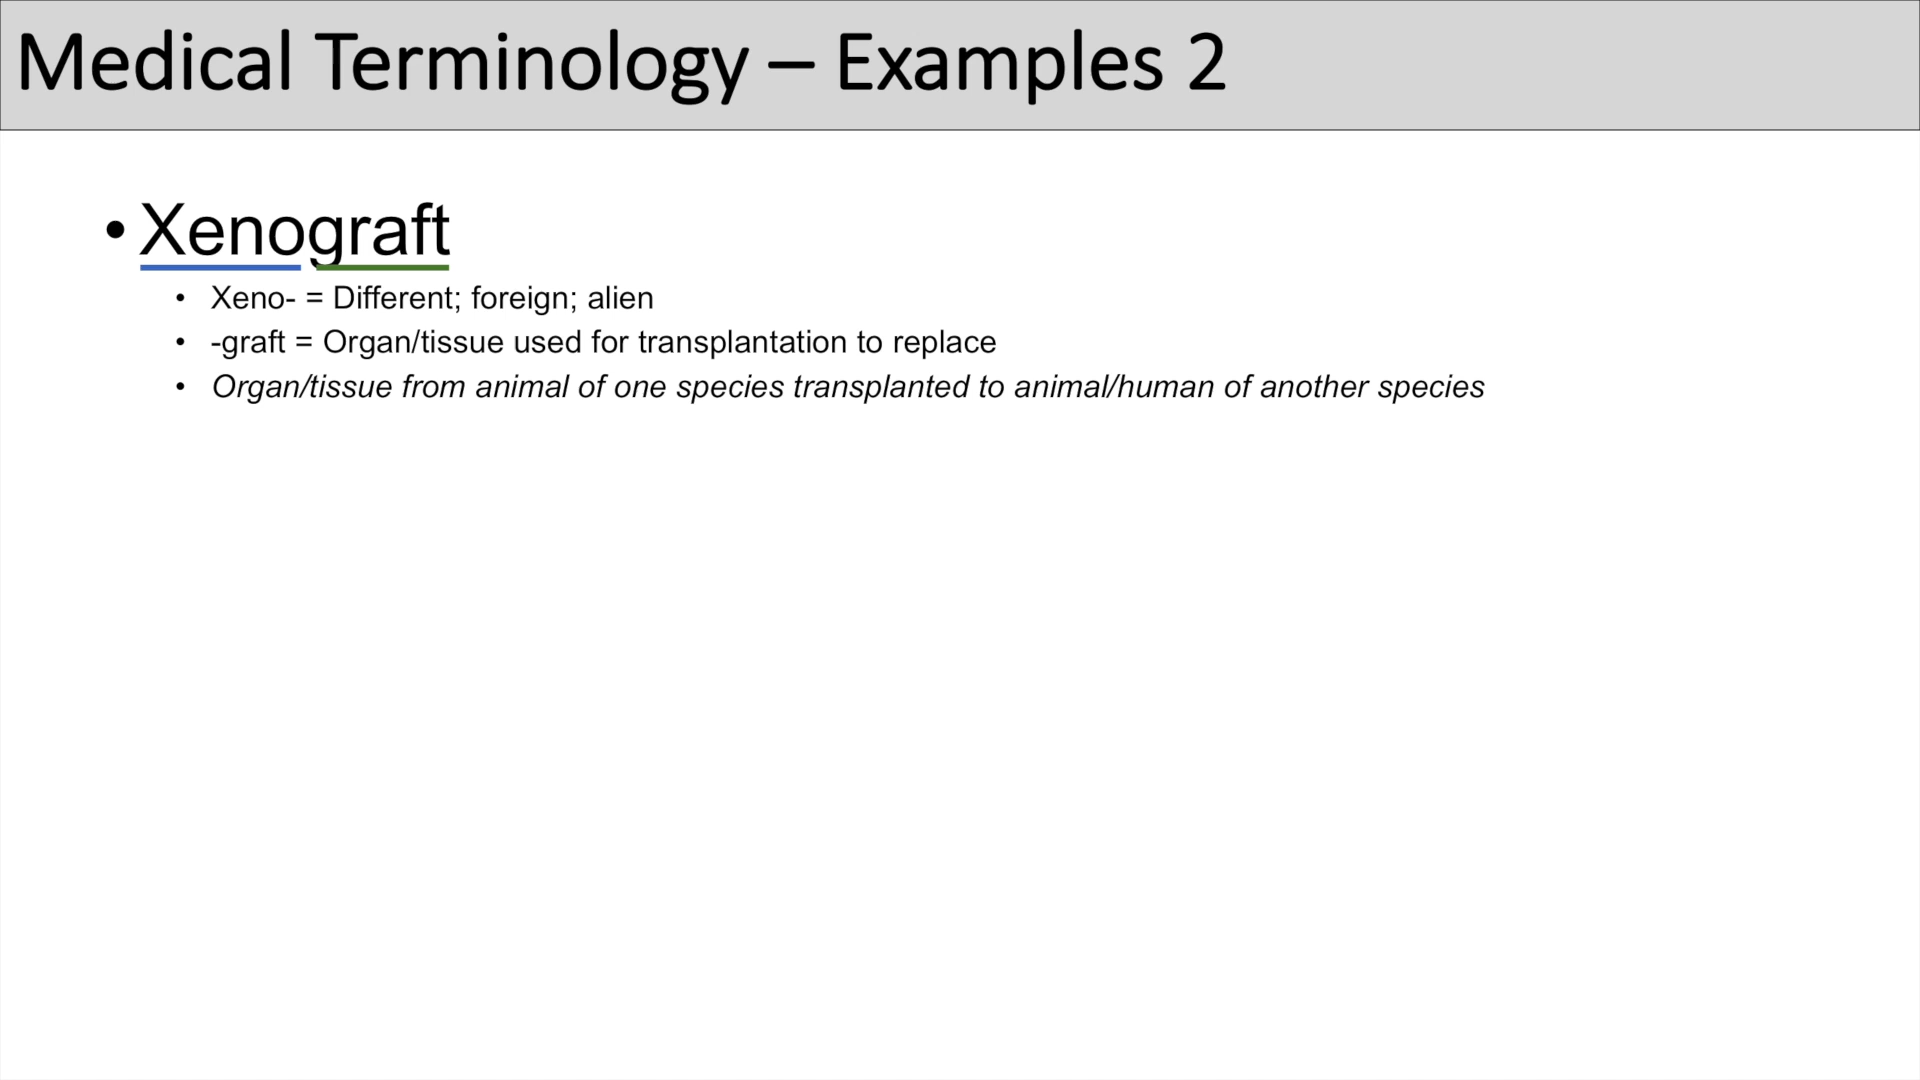 Medical Terminology – Examples 2
• Xenograft
• Xeno- = Different; foreign; alien
• -graft = Organ/tissue used for transplantation to replace
• Organ/tissue from animal of one species transplanted to animal/human of another species